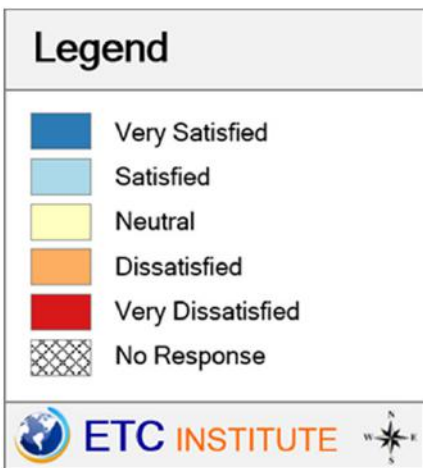 Legend
Very Satisfied
Satisfied
Neutral
Dissatisfied
Very Dissatisfied
No Response
ETC INSTITUTE
N
W E
S